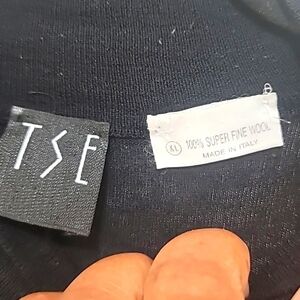 TSE
XL 100% SUPER FINE WOOL
MADE IN ITALY